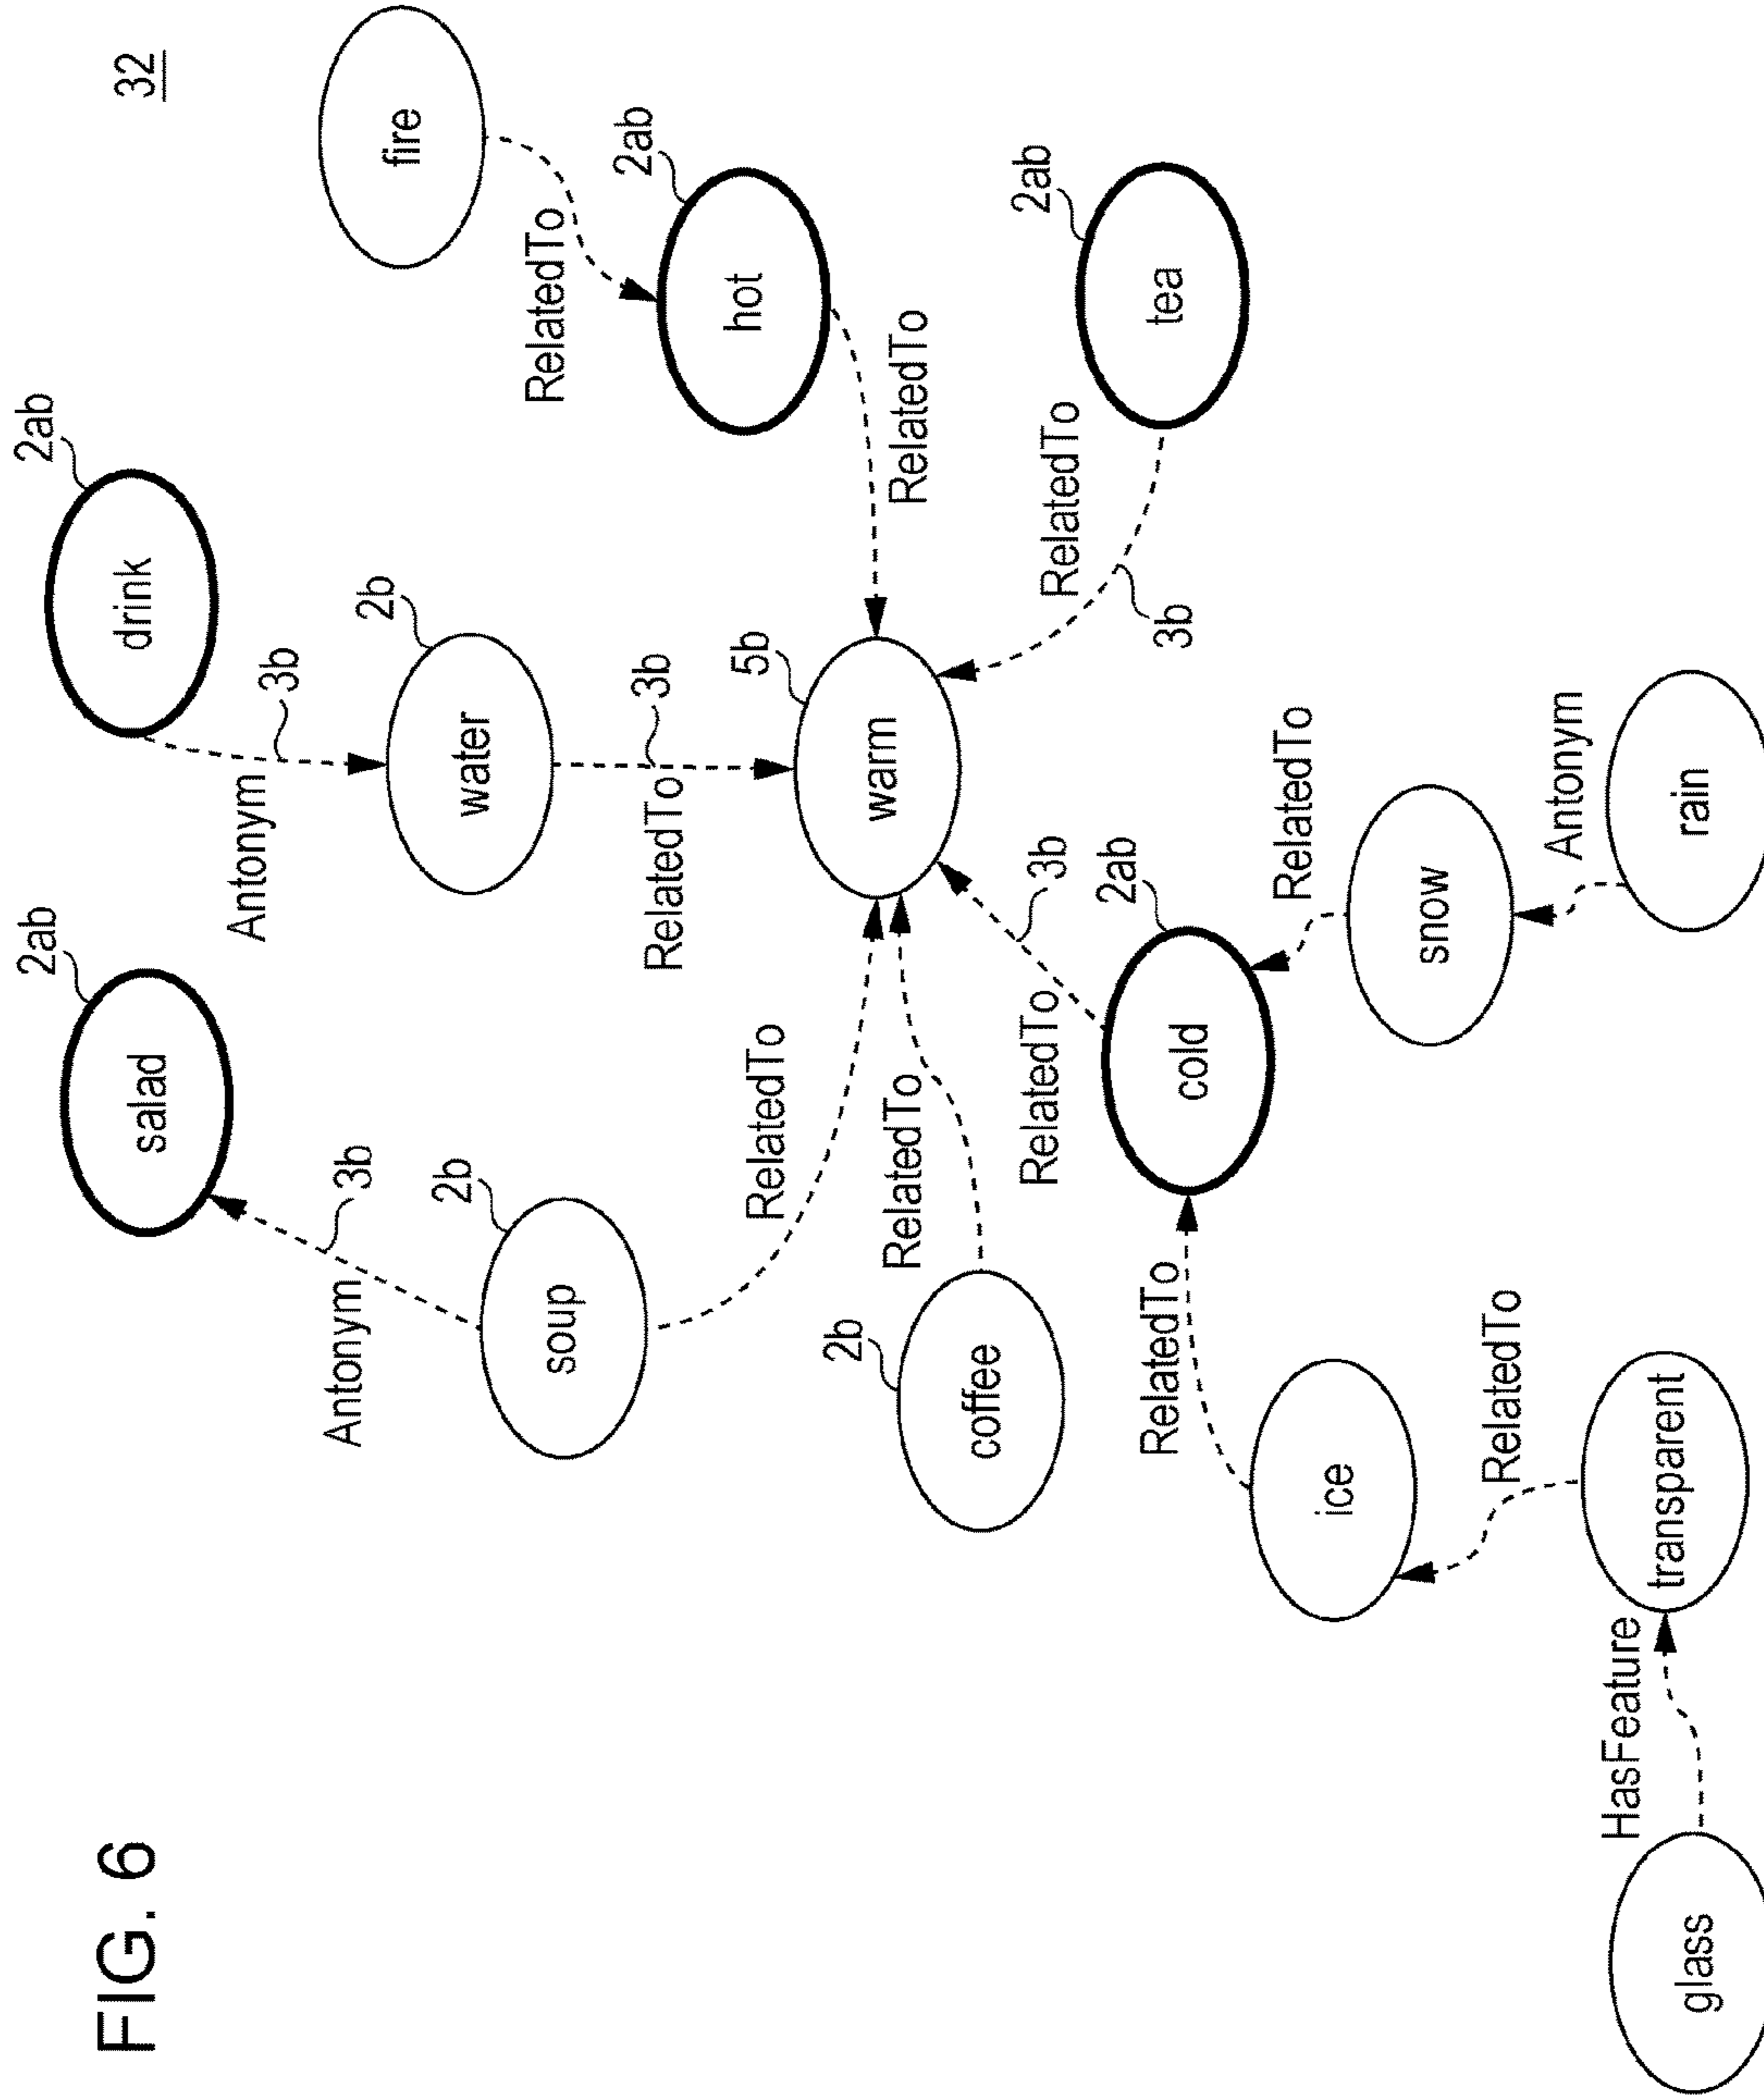 FIG. 6
32
2ab
2ab
salad
drink
Antonym
3b
Antonym
3b
2b
fire
2b
water
RelatedTo
soup
2ab
RelatedTo
3b
hot
5b
RelatedTo
2b
warm
RelatedTo
RelatedTo
coffee
2ab
RelatedTo
3b
RelatedTo
2ab
tea
RelatedTo
3b
cold
RelatedTo
ice
snow
RelatedTo
Antonym
HasFeature
transparent
rain
glass